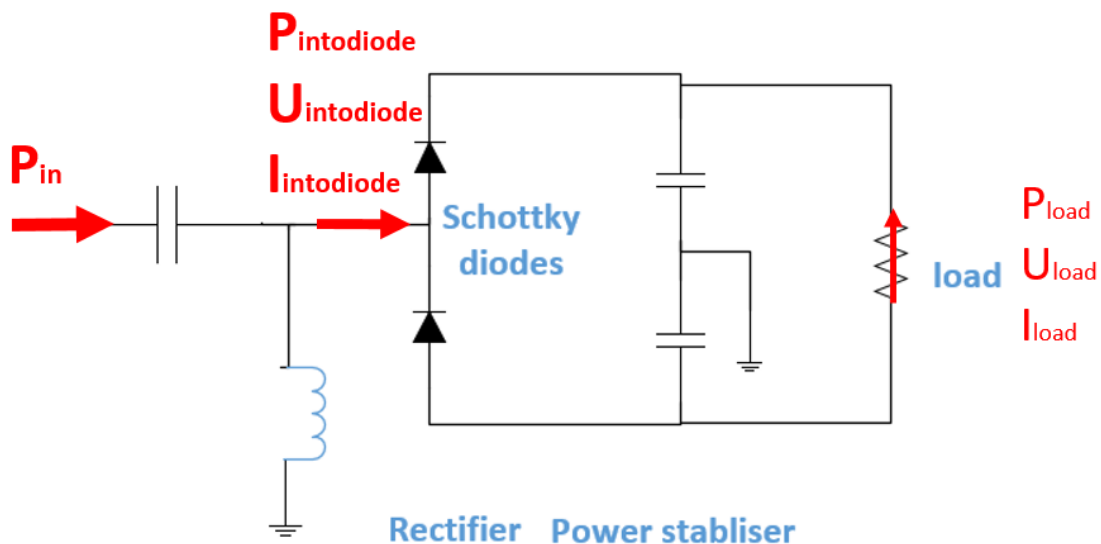 Pintodiode
Uintodiode
Iintodiode
Pin
Schottky
diodes
load
Pload
Uload
Iload
Rectifier Power stabliser